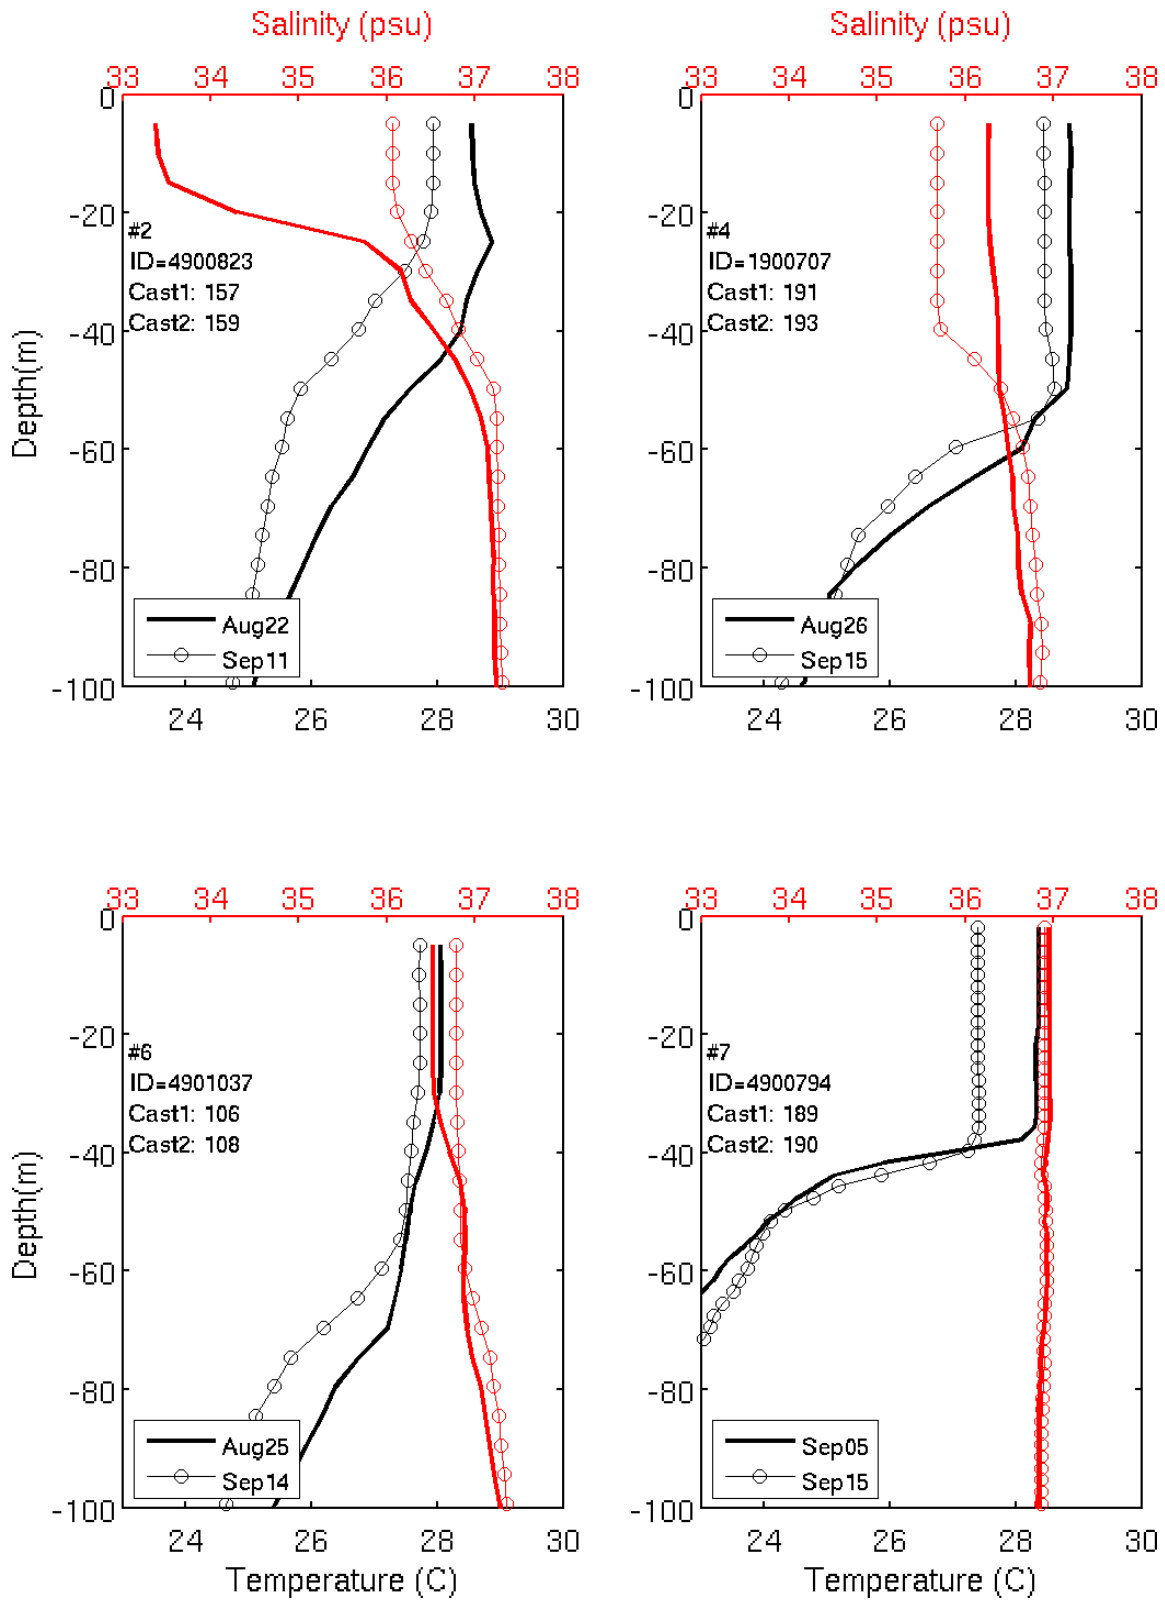 Salinity (psu)
33 34 35 36 37 38
0
-20
-40
-60
-80
-100
Depth(m)
#2
ID=4900823
Cast1: 157
Cast2: 159
Aug22
Sep11
24 26 28 30
Salinity (psu)
33 34 35 36 37 38
0
-20
-40
-60
-80
-100
#4
ID=1900707
Cast1: 191
Cast2: 193
Aug26
Sep15
24 26 28 30
33 34 35 36 37 38
0
-20
-40
-60
-80
-100
Depth(m)
#6
ID=4901037
Cast1: 106
Cast2: 108
Aug25
Sep14
24 26 28 30
Temperature (C)
33 34 35 36 37 38
0
-20
-40
-60
-80
-100
#7
ID=4900794
Cast1: 189
Cast2: 190
Sep05
Sep15
24 26 28 30
Temperature (C)